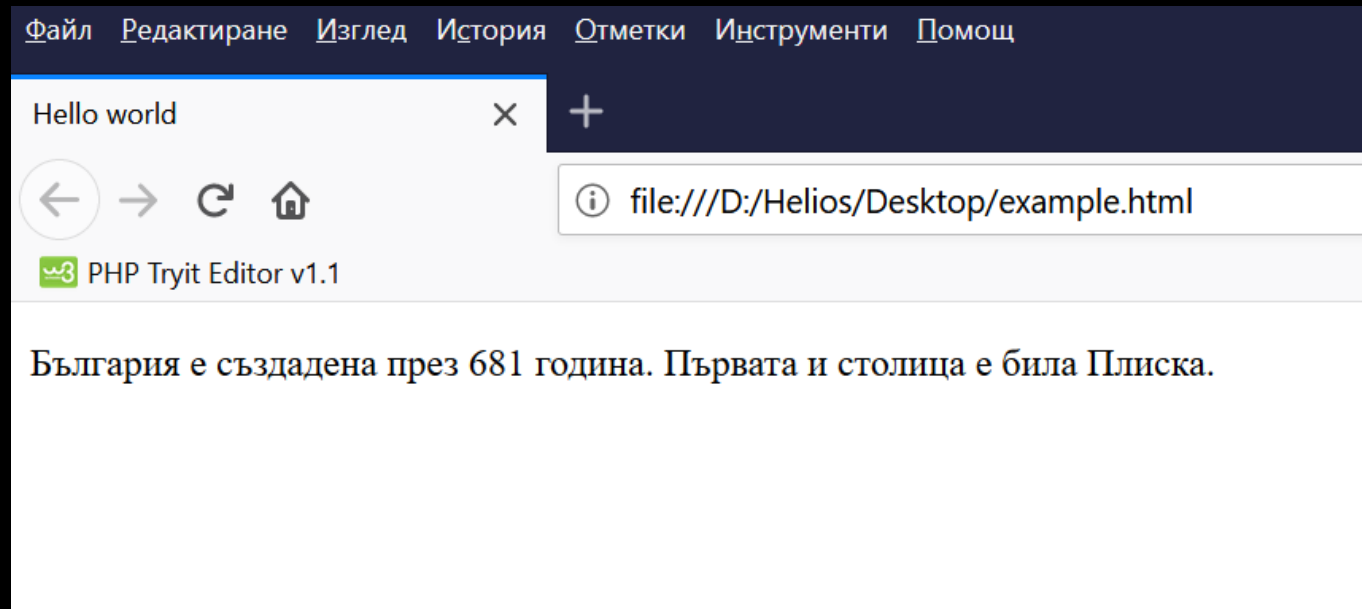 Файл Редактиране Изглед История Отметки Инструменти Помощ
Hello world
file:///D:/Helios/Desktop/example.html
w3 PHP Tryit Editor v1.1
България е създадена през 681 година. Първата и столица е била Плиска.